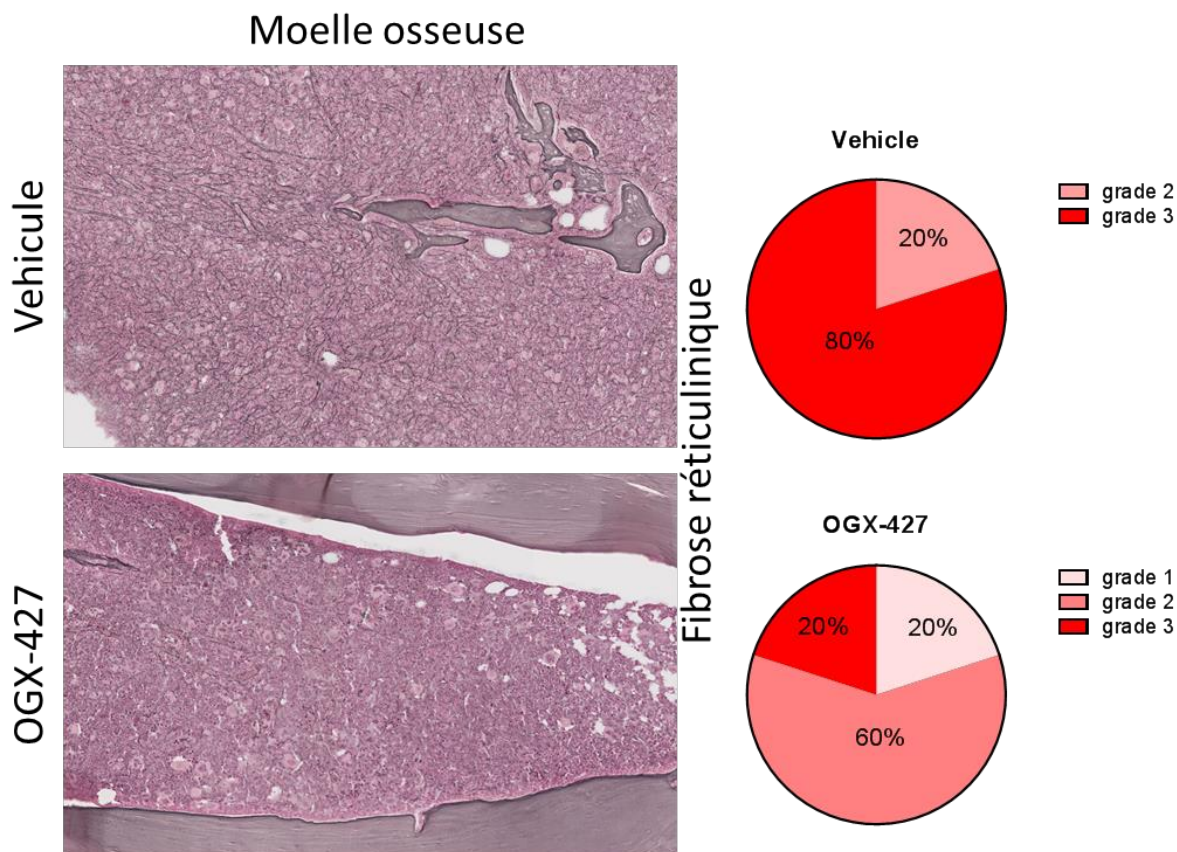 Moelle osseuse
Vehicule
OGX-427
Fibrose réticulinique
Vehicle
20%
80%
grade 2
grade 3
OGX-427
20%
20%
60%
grade 1
grade 2
grade 3